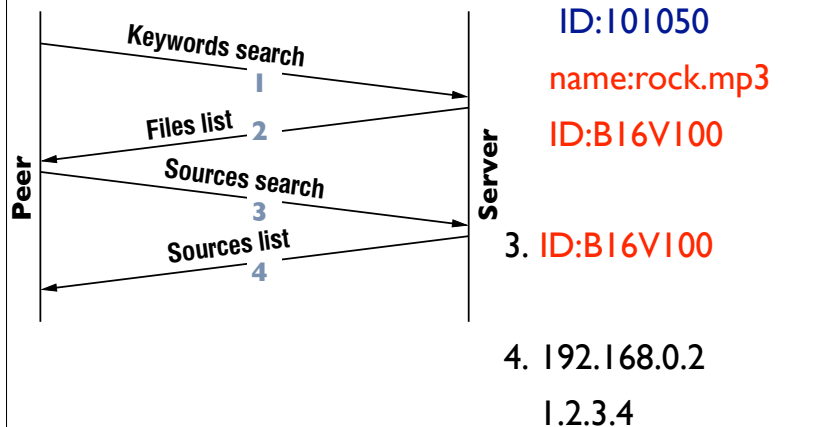 Keywords search
1
Files list
2
Sources search
3
Sources list
4
Peer
Server
ID:101050
name:rock.mp3
ID:B16V100
3. ID:B16V100
4. 192.168.0.2
1.2.3.4